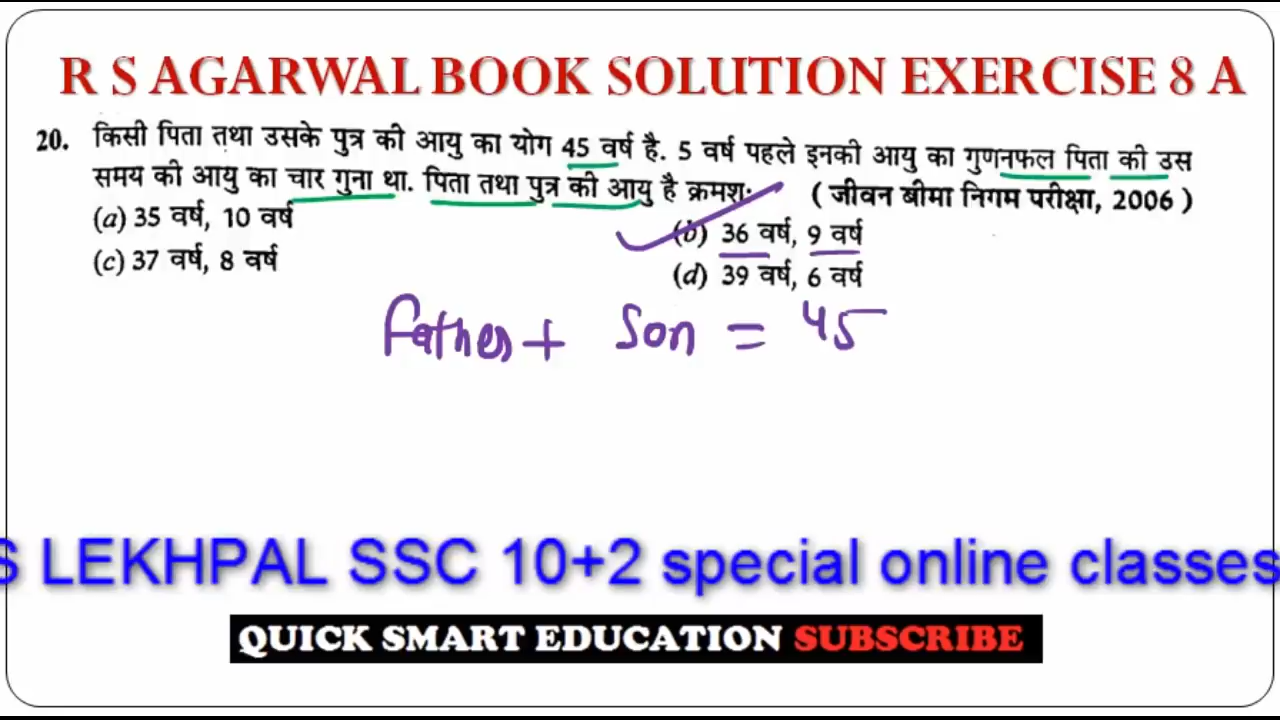 R S AGARWAL BOOK SOLUTION EXERCISE 8 A
20. किसी पिता तथा उसके पुत्र की आयु का योग 45 वर्ष है. 5 वर्ष पहले इनकी आयु का गुणनफल पिता की उस
समय की आयु का चार गुना था. पिता तथा पुत्र की आयु है क्रमशः
( जीवन बीमा निगम परीक्षा, 2006 )
(a) 35 वर्ष, 10 वर्ष
(b) 36 वर्ष, 9 वर्ष
(c) 37 वर्ष, 8 वर्ष
(d) 39 वर्ष, 6 वर्ष
Father + Son = 45
S LEKHPAL SSC 10+2 special online classes
QUICK SMART EDUCATION SUBSCRIBE